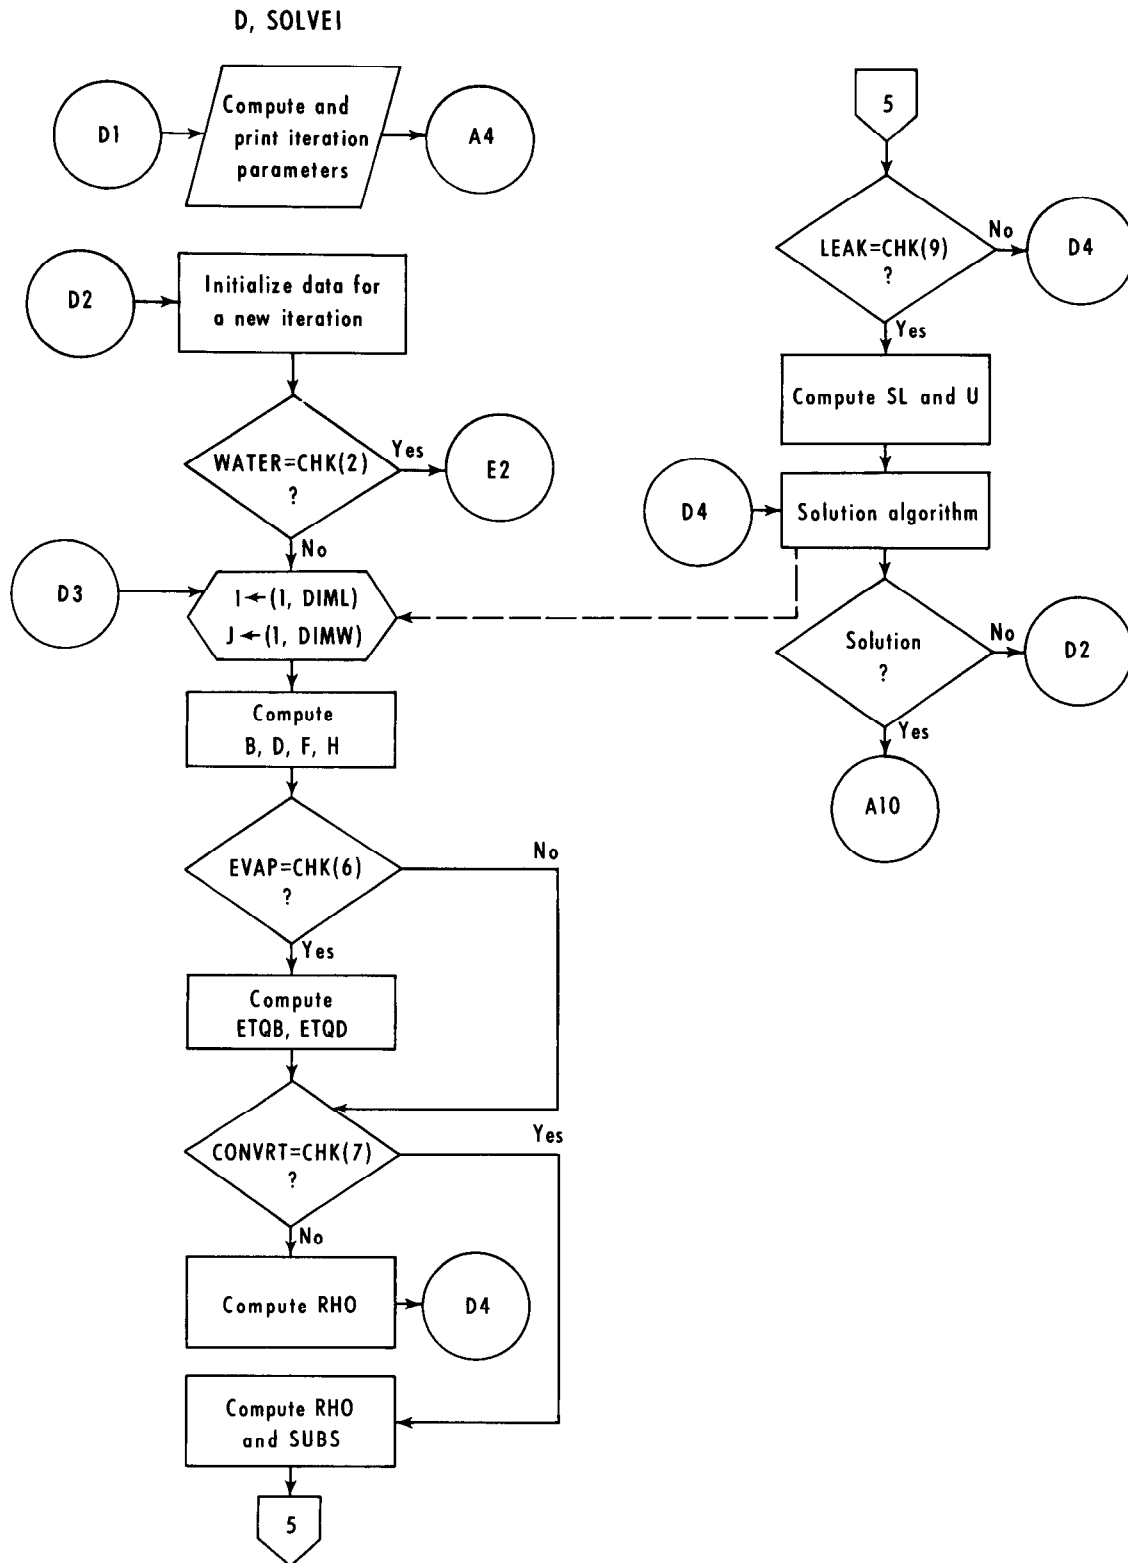 D, SOLVEI
D1
Compute and
print iteration
parameters
A4
D2
Initialize data for
a new iteration
WATER=CHK(2)
?
Yes
E2
No
D3
I←(1, DIML)
J←(1, DIMW)
Compute
B, D, F, H
EVAP=CHK(6)
?
No
Yes
Compute
ETQB, ETQD
CONVRT=CHK(7)
?
Yes
No
Compute RHO
D4
Compute RHO
and SUBS
5
5
LEAK=CHK(9)
?
No
D4
Yes
Compute SL and U
D4
Solution algorithm
Solution
?
No
D2
Yes
A10